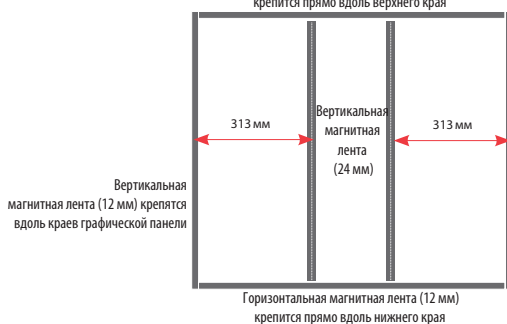 крепится прямо вдоль верхнего края
313 мм
Вертикальная
магнитная
лента
(24 мм)
313 мм
Вертикальная
магнитная лента (12 мм) крепятся
вдоль краев графической панели
Горизонтальная магнитная лента (12 мм)
крепится прямо вдоль нижнего края